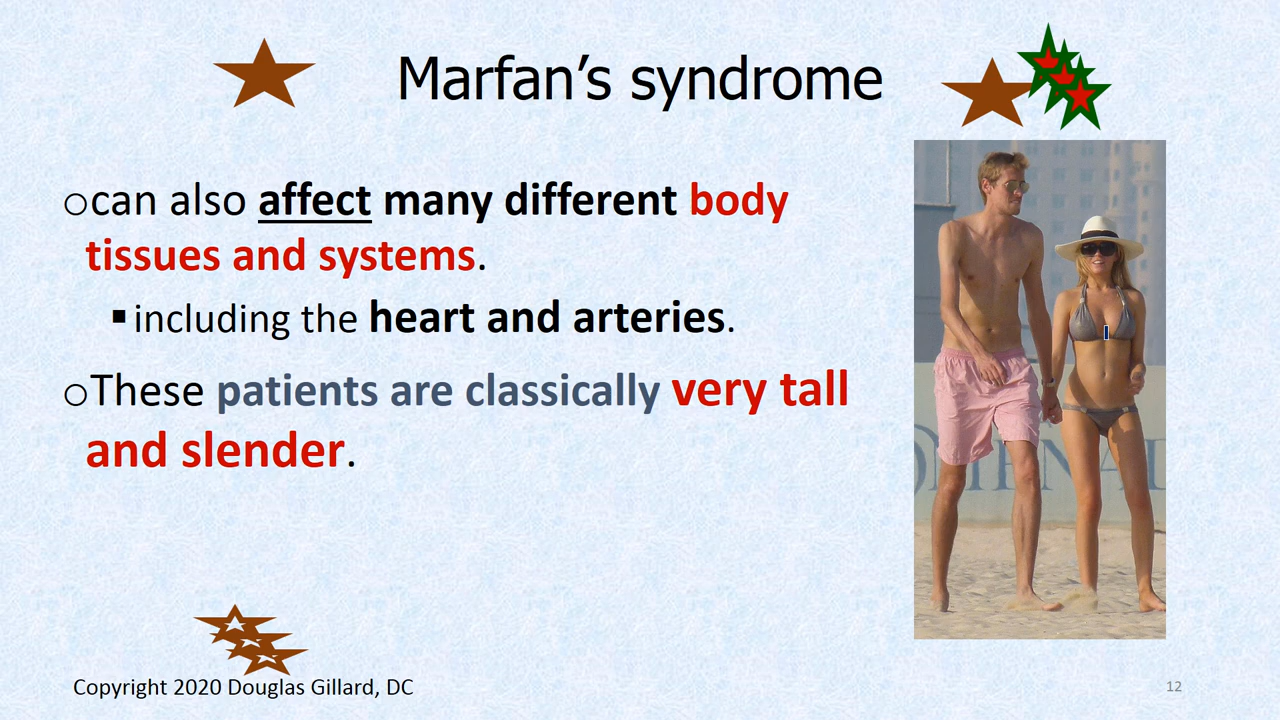 Marfan’s syndrome
can also affect many different body
tissues and systems.
including the heart and arteries.
These patients are classically very tall
and slender.
Copyright 2020 Douglas Gillard, DC
12